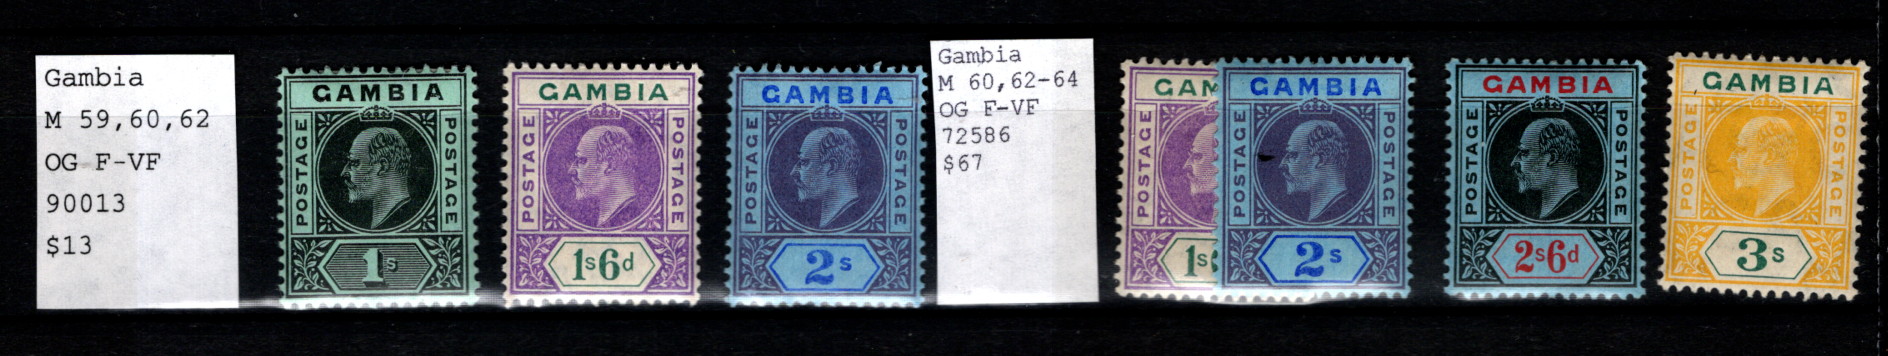 Gambia
M 59,60,62
OG F-VF
90013
$13
GAMBIA
POSTAGE
POSTAGE
1s
GAMBIA
POSTAGE
POSTAGE
1s6d
GAMBIA
POSTAGE
POSTAGE
2s
Gambia
M 60,62-64
OG F-VF
72586
$67
GAM
POSTAGE
1s
GAMBIA
POSTAGE
POSTAGE
2s
GAMBIA
POSTAGE
POSTAGE
2s6d
GAMBIA
POSTAGE
POSTAGE
3s